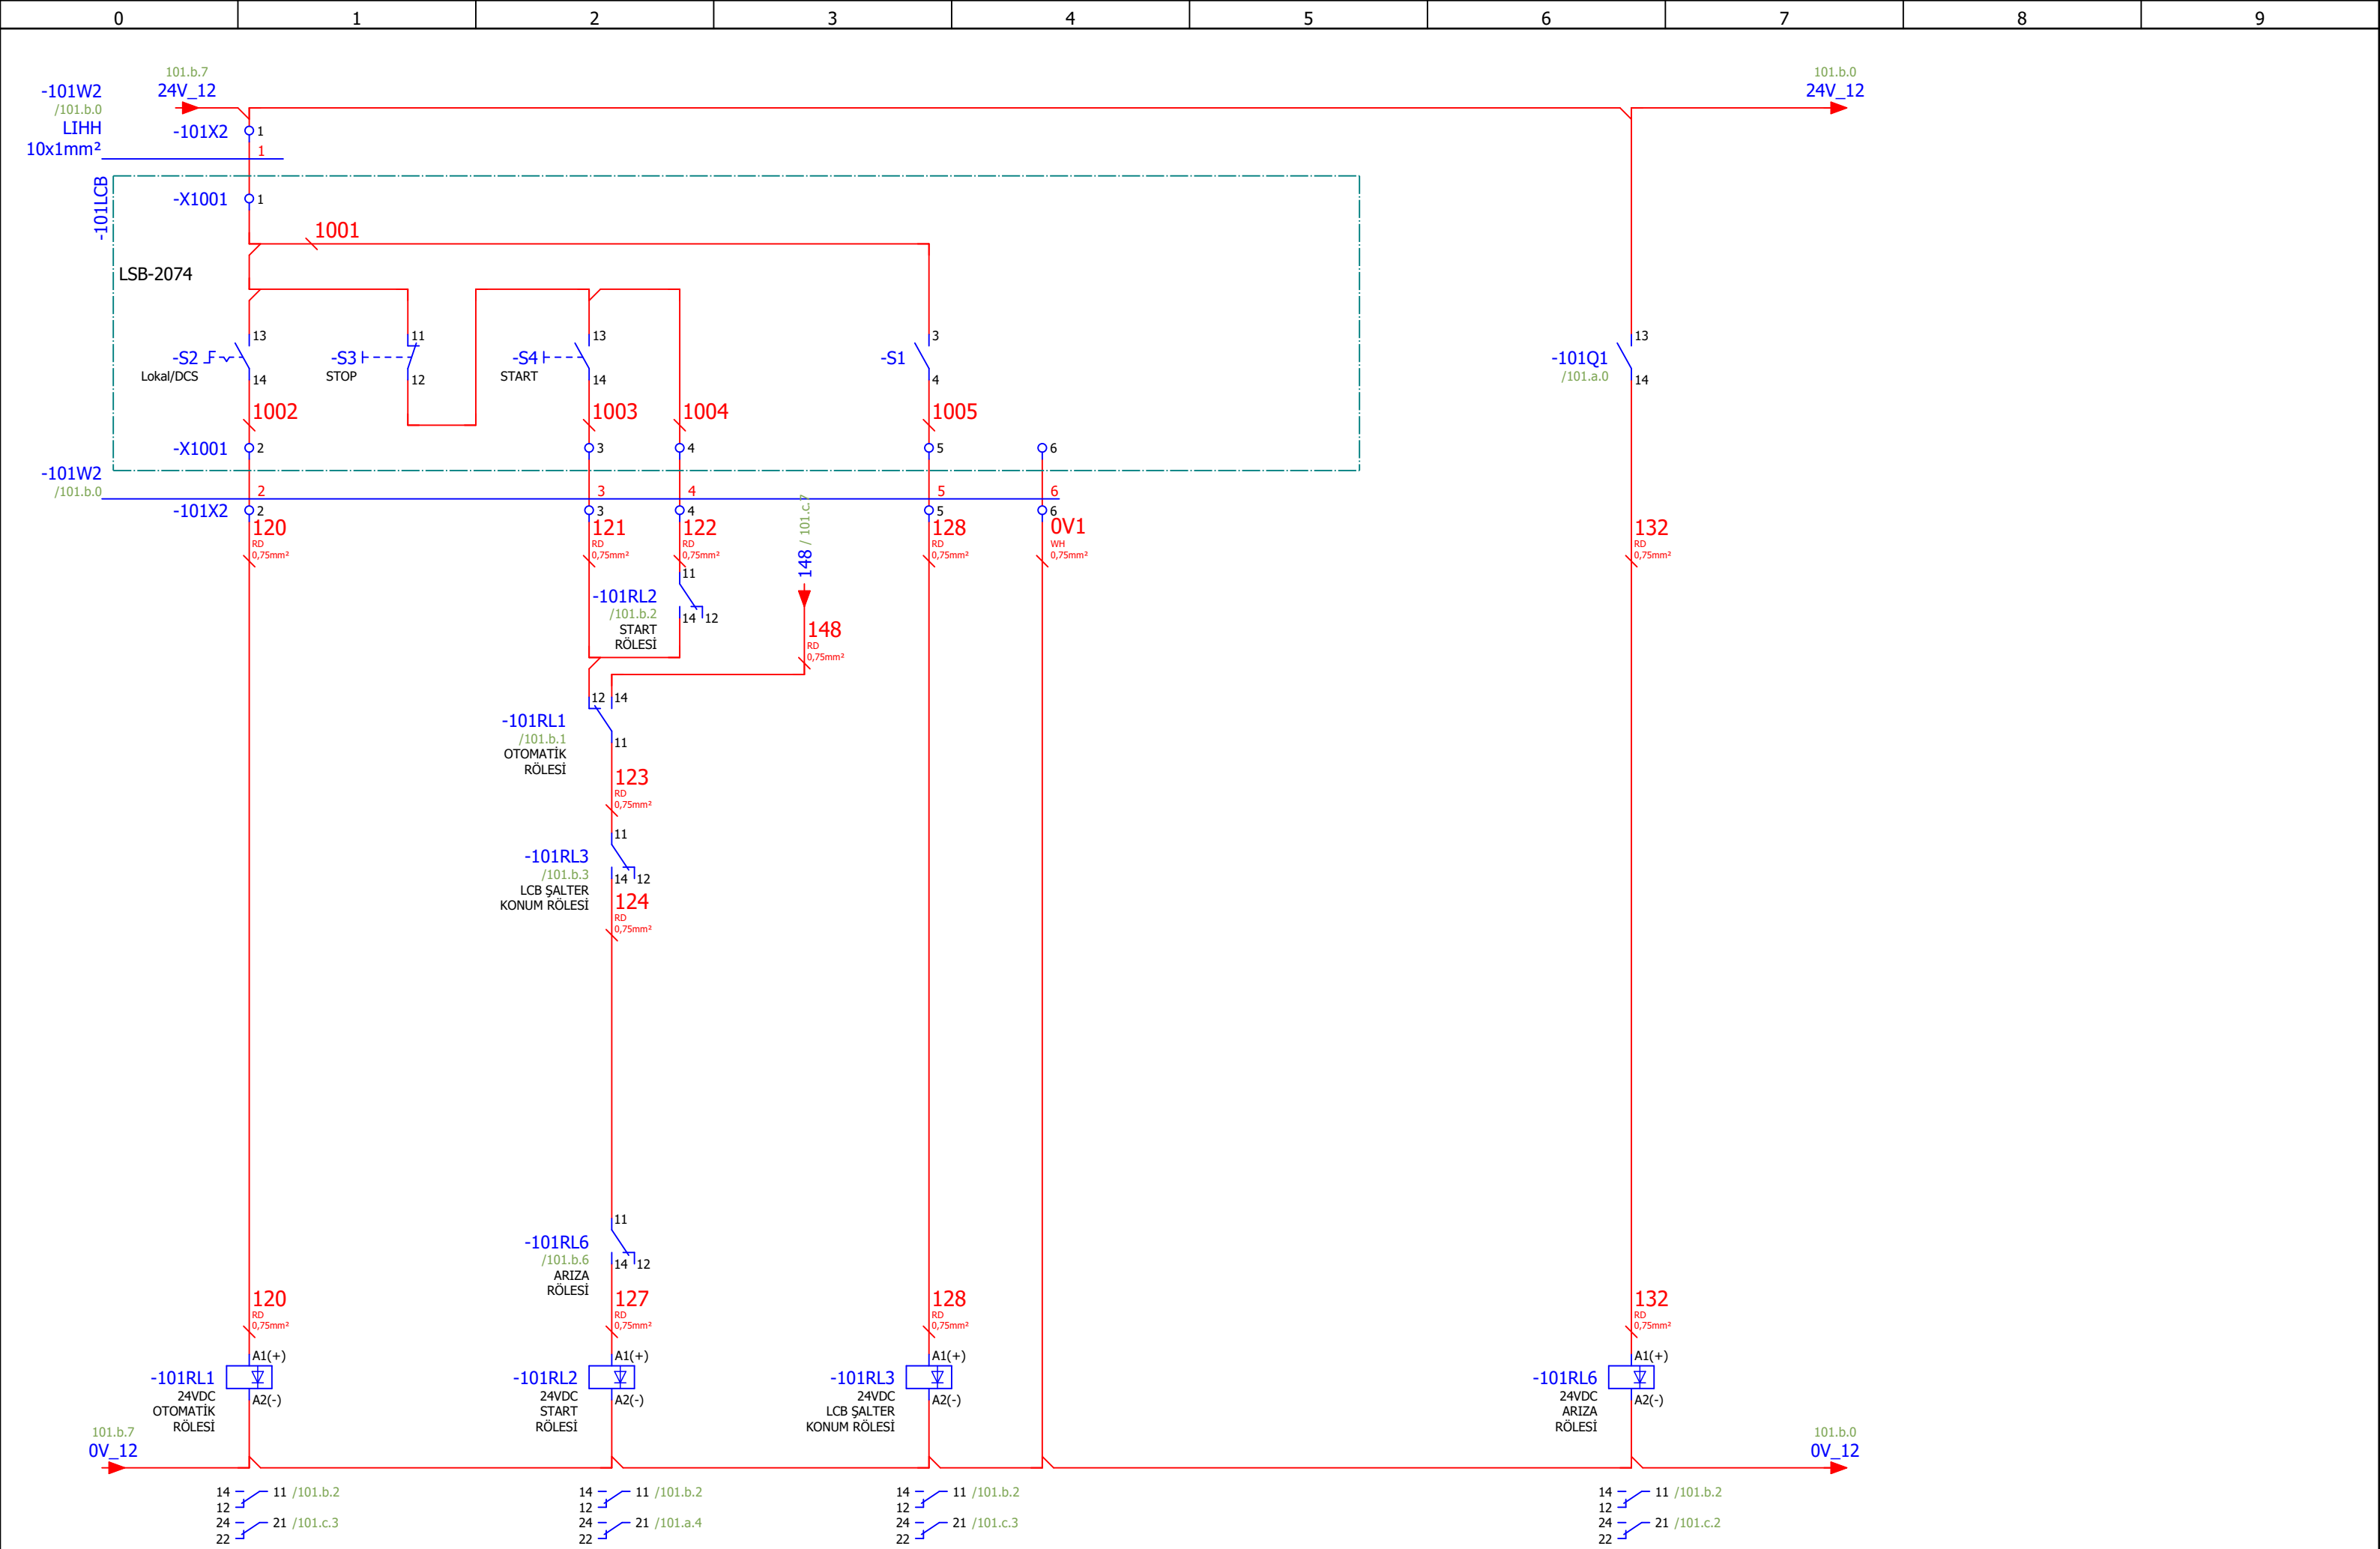 0 1 2 3 4 5 6 7 8 9
101.b.7
24V_12
101.b.0
24V_12
-101W2
/101.b.0
LIHH
10x1mm²
-101X2 1
1
-101LCB
-X1001 1
1001
LSB-2074
13 11 13 3 13
-S2 -S3 -S4 -S1 -101Q1
Lokal/DCS STOP START /101.a.0
14 12 14 4 14
1002 1003 1004 1005
-X1001 2 3 4 5 6
-101W2
/101.b.0
2 3 4 5 6
-101X2 2 3 4 5 6
120 121 122 128 0V1 132
RD RD RD RD WH RD
0,75mm² 0,75mm² 0,75mm² 0,75mm² 0,75mm² 0,75mm²
148 / 101.c.7
11
-101RL2
/101.b.2
14 12
START
RÖLESİ
148
RD
0,75mm²
12 14
-101RL1
/101.b.1
11
OTOMATİK
RÖLESİ
123
RD
0,75mm²
11
-101RL3
/101.b.3
14 12
LCB ŞALTER
KONUM RÖLESİ
124
RD
0,75mm²
11
-101RL6
/101.b.6
14 12
ARIZA
RÖLESİ
120 127 128 132
RD RD RD RD
0,75mm² 0,75mm² 0,75mm² 0,75mm²
A1(+) A1(+) A1(+) A1(+)
-101RL1 -101RL2 -101RL3 -101RL6
24VDC 24VDC 24VDC 24VDC
A2(-) A2(-) A2(-) A2(-)
OTOMATİK START LCB ŞALTER ARIZA
RÖLESİ RÖLESİ KONUM RÖLESİ RÖLESİ
101.b.7
0V_12
101.b.0
0V_12
14 11 /101.b.2 14 11 /101.b.2 14 11 /101.b.2 14 11 /101.b.2
12 12 12 12
24 21 /101.c.3 24 21 /101.a.4 24 21 /101.c.3 24 21 /101.c.2
22 22 22 22